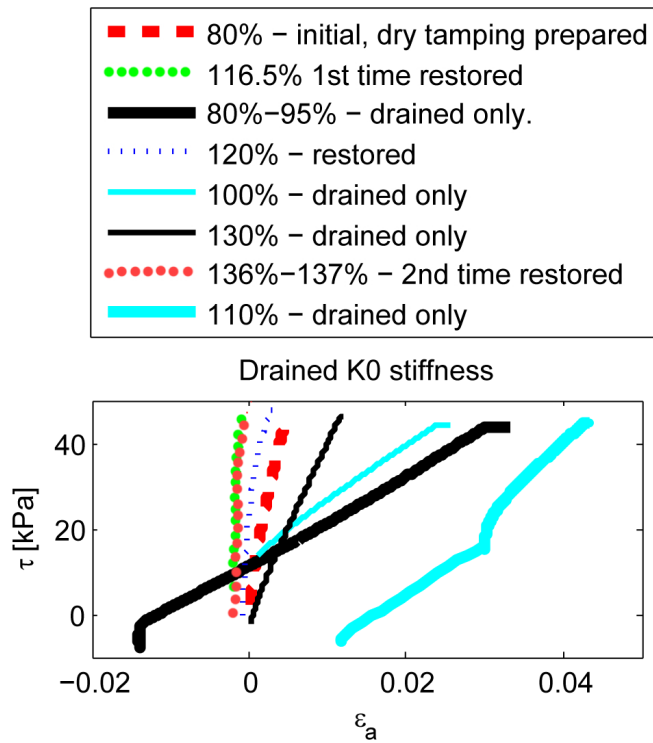 80% − initial, dry tamping prepared
116.5% 1st time restored
80%−95% − drained only.
120% − restored
100% − drained only
130% − drained only
136%−137% − 2nd time restored
110% − drained only
Drained K0 stiffness
40
20
0
τ [kPa]
−0.02
0
0.02
0.04
0.06
εa